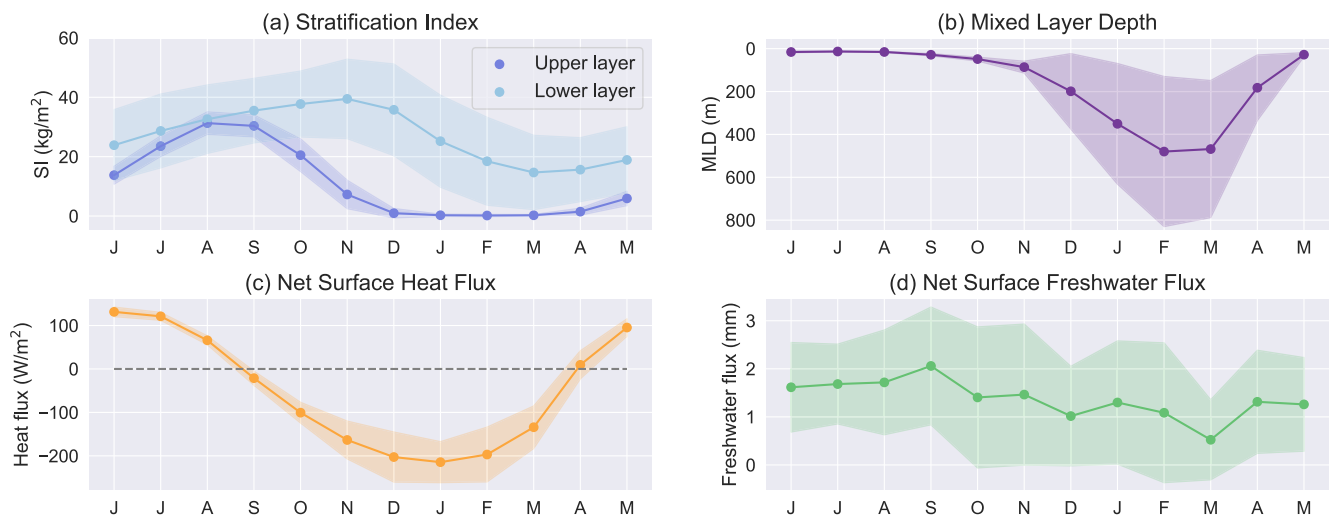 (a) Stratification Index
SI (kg/m²)
60
40
20
0
Upper layer
Lower layer
J J A S O N D J F M A M
(b) Mixed Layer Depth
MLD (m)
0
200
400
600
800
J J A S O N D J F M A M
(c) Net Surface Heat Flux
Heat flux (W/m²)
100
0
−100
−200
J J A S O N D J F M A M
(d) Net Surface Freshwater Flux
Freshwater flux (mm)
3
2
1
0
J J A S O N D J F M A M